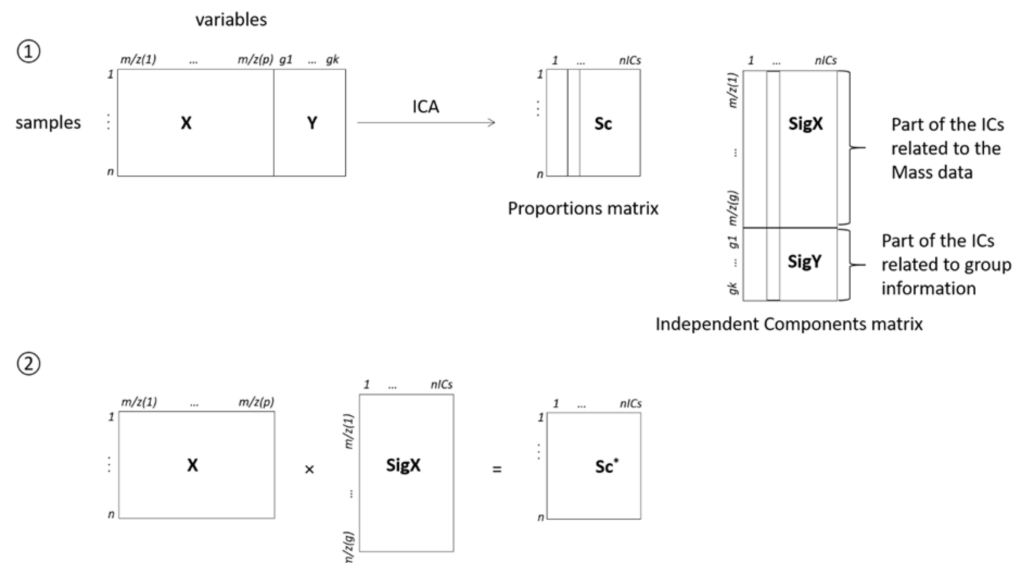 variables
①
m/z(1) ... m/z(p) g1 ... gk
1
⋮
n
samples
X
Y
ICA
1 ... nICs
1
⋮
n
Sc
Proportions matrix
1 ... nICs
m/z(1)
...
m/z(g)
g1
...
gk
SigX
SigY
Part of the ICs
related to the
Mass data
Part of the ICs
related to group
information
Independent Components matrix
②
m/z(1) ... m/z(p)
1
⋮
n
X
×
1 ... nICs
m/z(1)
...
m/z(g)
SigX
=
1 ... nICs
1
⋮
n
Sc*